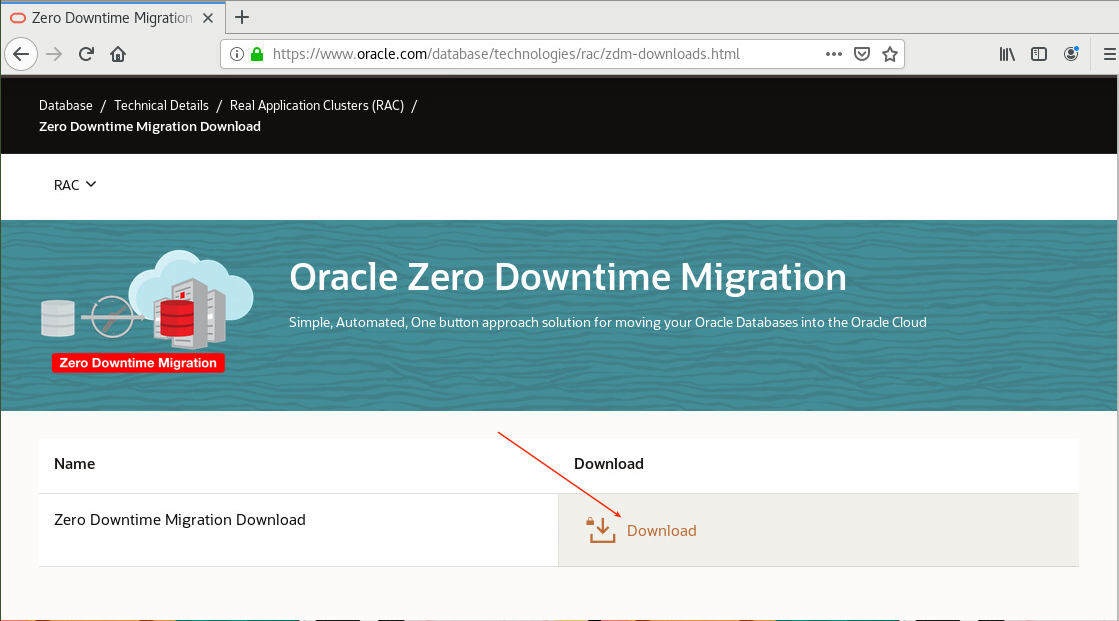 Zero Downtime Migration
https://www.oracle.com/database/technologies/rac/zdm-downloads.html
Database / Technical Details / Real Application Clusters (RAC) /
Zero Downtime Migration Download
RAC
Oracle Zero Downtime Migration
Simple, Automated, One button approach solution for moving your Oracle Databases into the Oracle Cloud
Zero Downtime Migration
Name Download
Zero Downtime Migration Download
Download